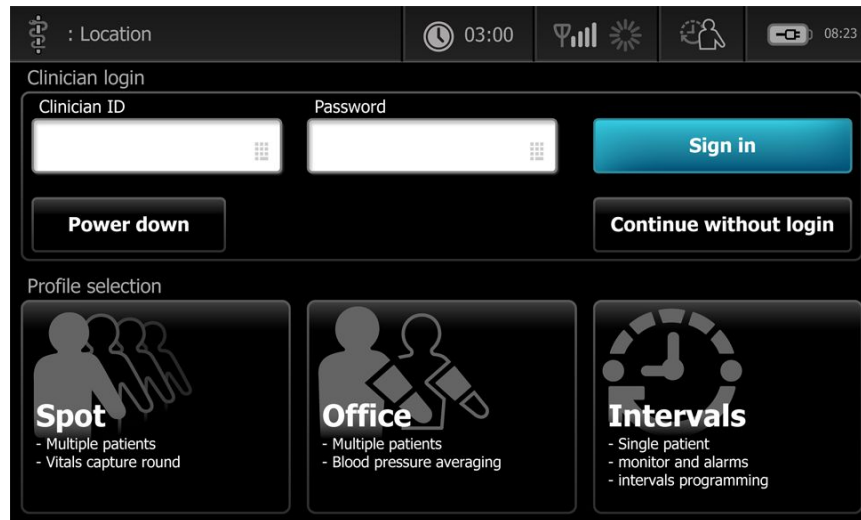 : Location
03:00
08:23
Clinician login
Clinician ID
Password
Sign in
Power down
Continue without login
Profile selection
Spot
- Multiple patients
- Vitals capture round
Office
- Multiple patients
- Blood pressure averaging
Intervals
- Single patient
- monitor and alarms
- intervals programming